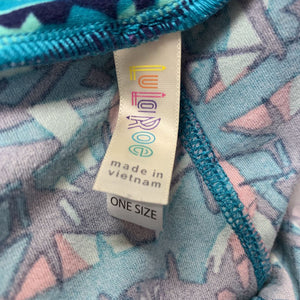 LuLaRoe
made in
vietnam
ONE SIZE